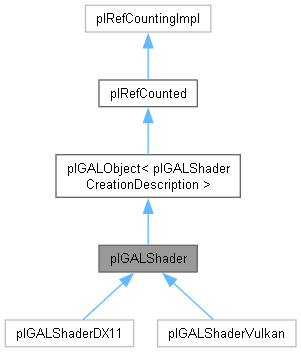 plRefCountingImpl
plRefCounted
plGALObject< plGALShader
CreationDescription >
plGALShader
plGALShaderDX11
plGALShaderVulkan